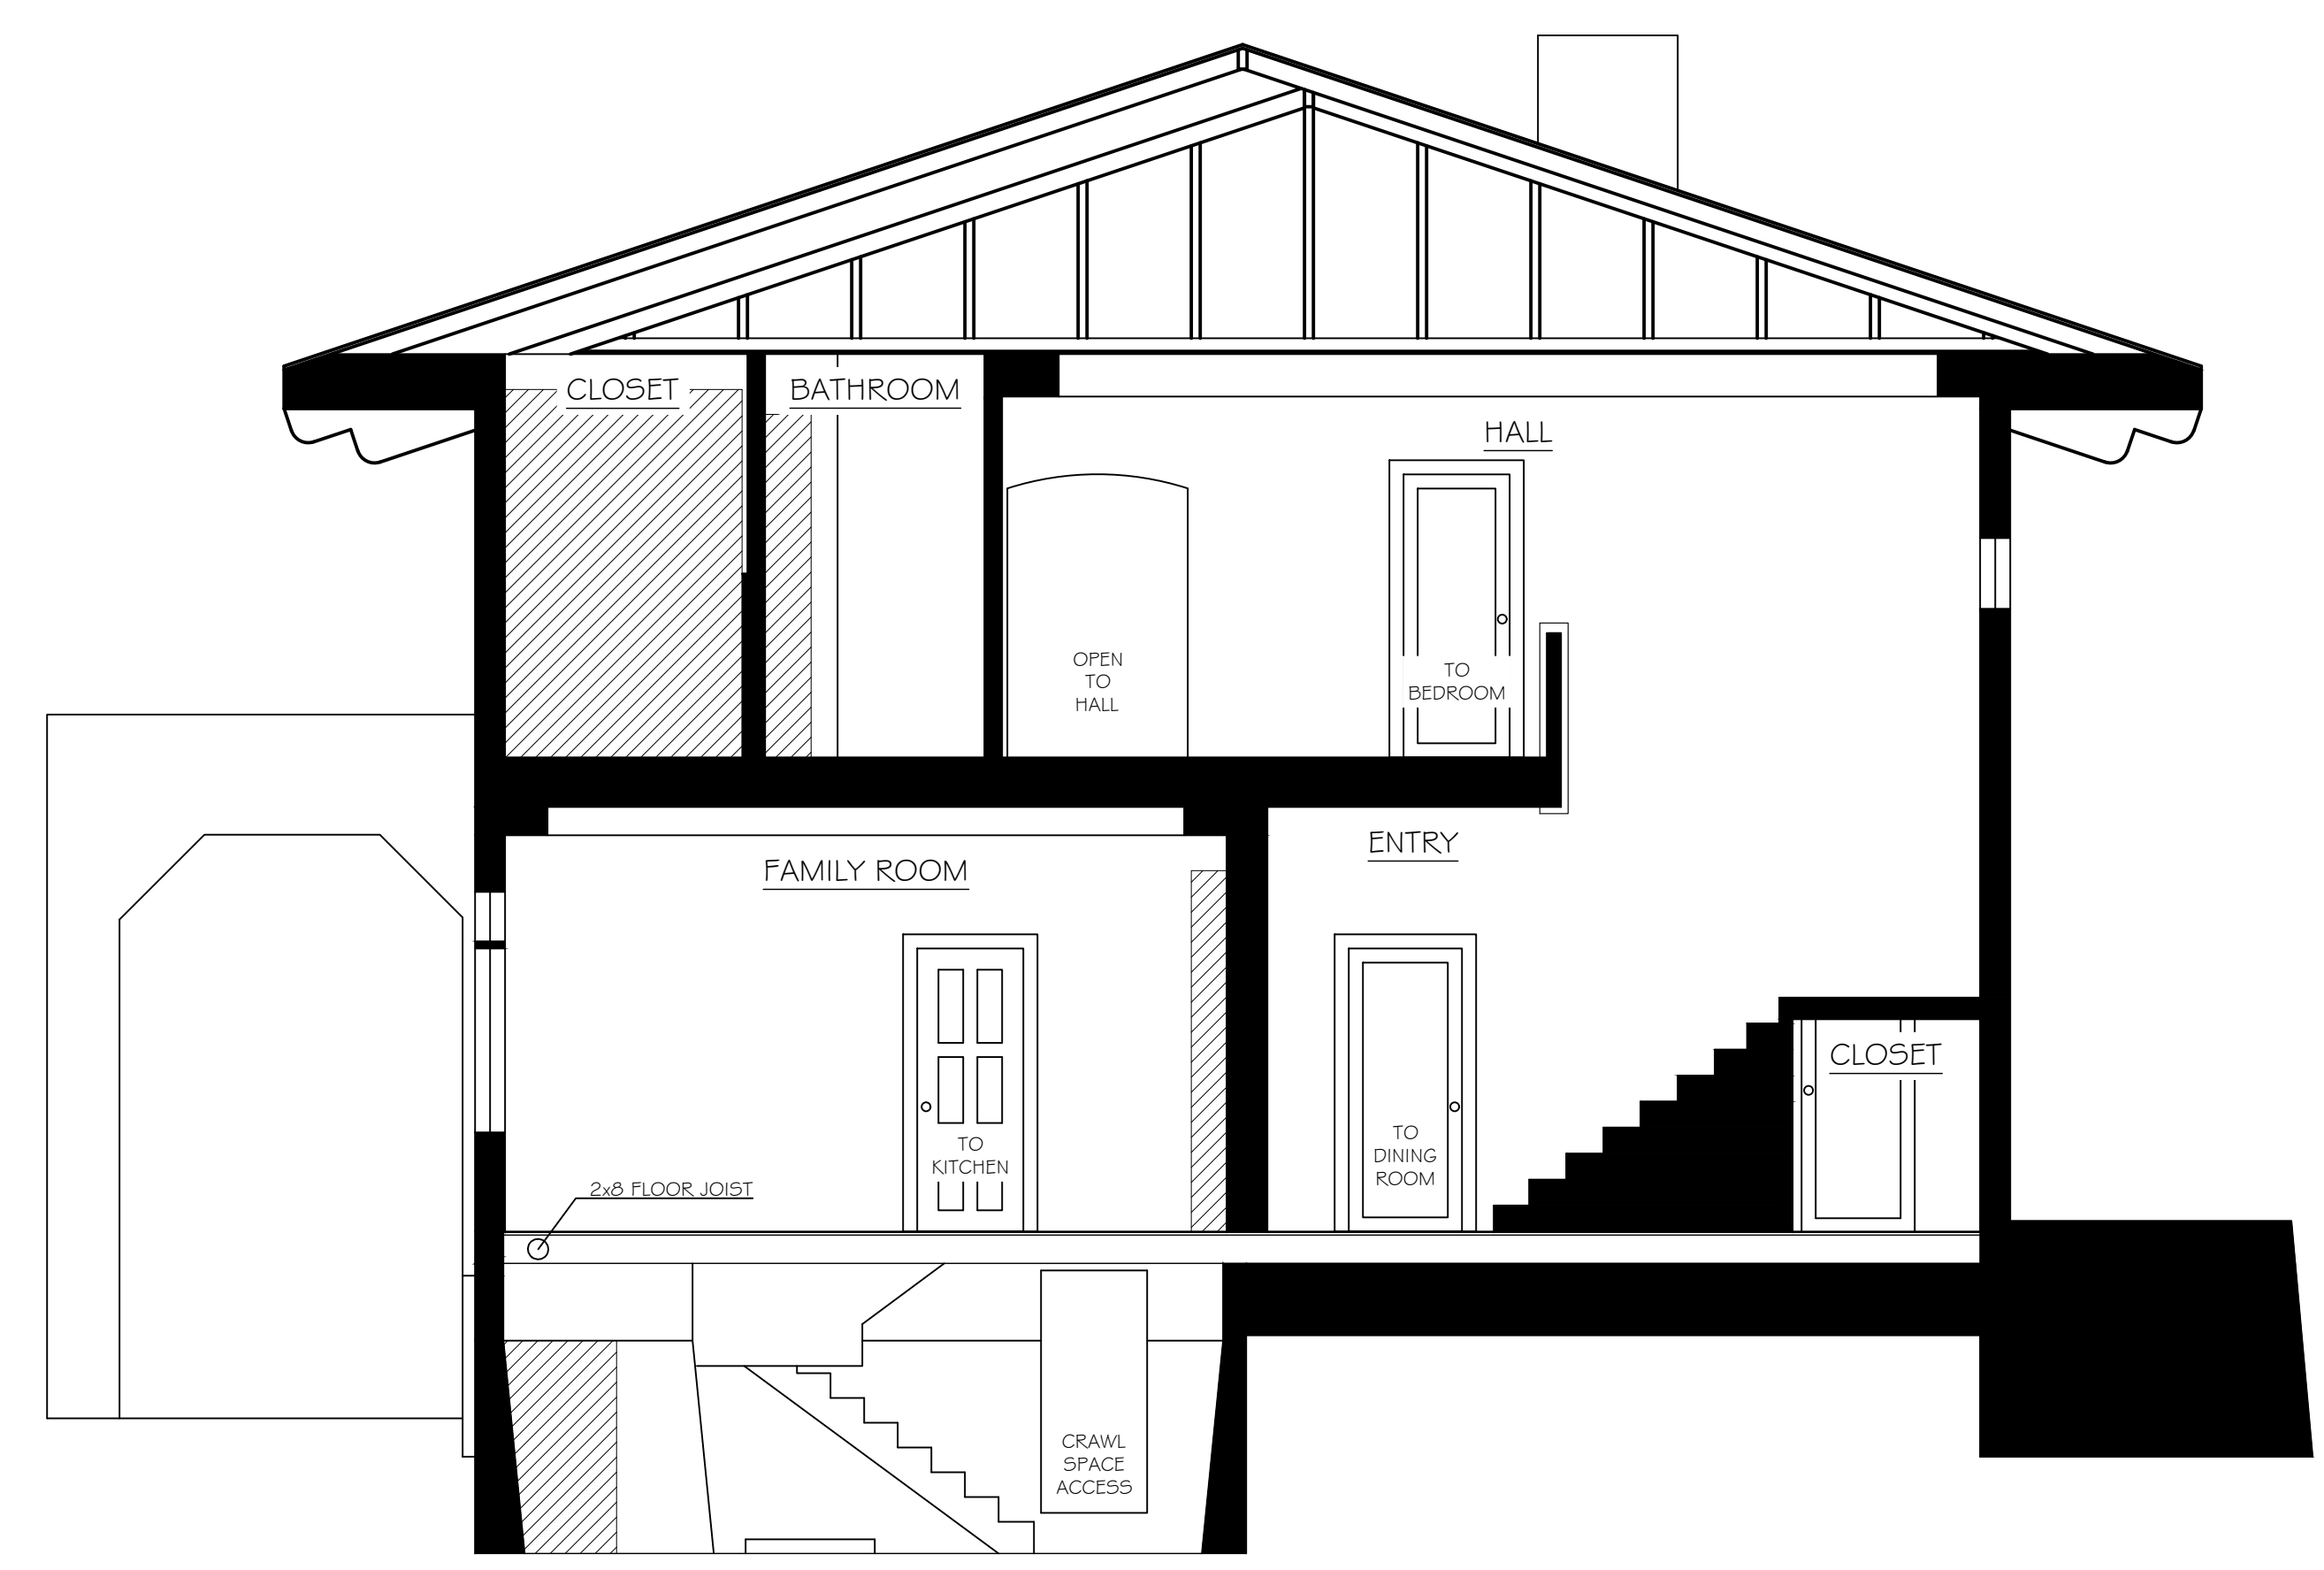 CLOSET
BATHROOM
HALL
OPEN
TO
HALL
TO
BEDROOM
FAMILY ROOM
ENTRY
TO
KITCHEN
TO
DINING
ROOM
CLOSET
2x8 FLOOR JOIST
CRAWL
SPACE
ACCESS